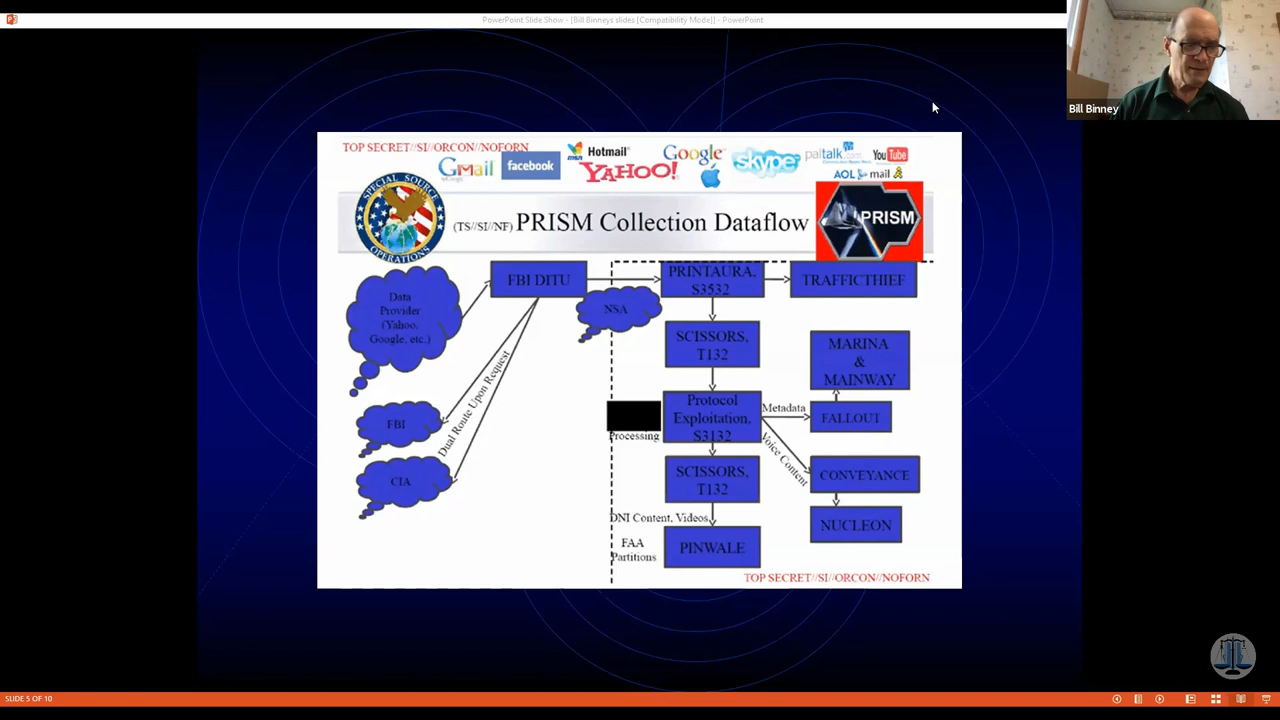 PowerPoint Slide Show - [Bill Binneys slides [Compatibility Mode]] - PowerPoint
Bill Binney
TOP SECRET//SI//ORCON//NOFORN
Gmail
facebook
msn Hotmail
YAHOO!
Google
skype
paltalk.com
YouTube
AOL mail
SPECIAL SOURCE
OPERATIONS
(TS//SI//NF) PRISM Collection Dataflow
PRISM
Data
Provider
(Yahoo,
Google, etc.)
FBI DITU
NSA
PRINTAURA,
S3532
TRAFFICTHIEF
SCISSORS,
T132
MARINA
&
MAINWAY
FBI
Dual Route Upon Request
CIA
Processing
Protocol
Exploitation,
S3132
Metadata
FALLOUT
Voice Content
SCISSORS,
T132
CONVEYANCE
NUCLEON
DNI Content, Videos
FAA
Partitions
PINWALE
TOP SECRET//SI//ORCON//NOFORN
SLIDE 5 OF 10